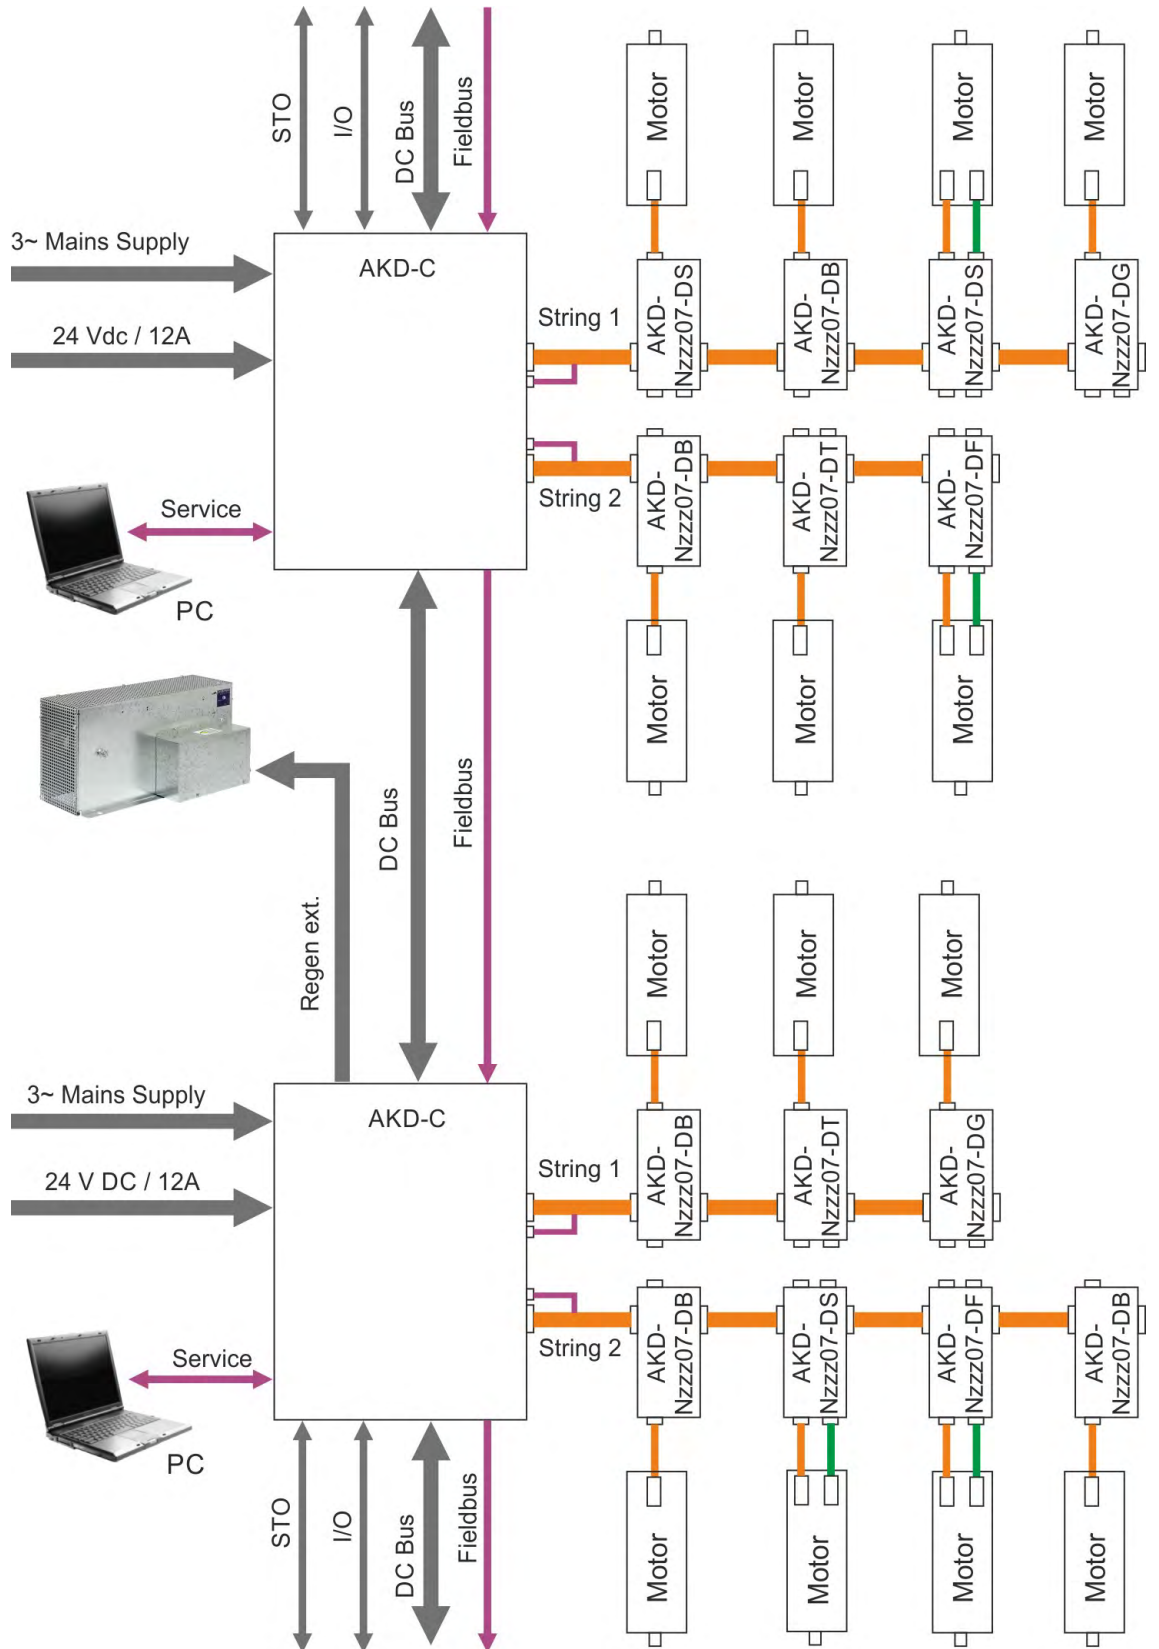 STO
I/O
DC Bus
Fieldbus
Motor
Motor
Motor
Motor
3~ Mains Supply
AKD-C
24 Vdc / 12A
String 1
AKD-
Nzzz07-DS
AKD-
Nzzz07-DB
AKD-
Nzzz07-DS
AKD-
Nzzz07-DG
String 2
AKD-
Nzzz07-DB
AKD-
Nzzz07-DT
AKD-
Nzzz07-DF
Service
PC
Motor
Motor
Motor
DC Bus
Fieldbus
Regen ext.
Motor
Motor
Motor
3~ Mains Supply
AKD-C
24 V DC / 12A
String 1
AKD-
Nzzz07-DB
AKD-
Nzzz07-DT
AKD-
Nzzz07-DG
String 2
AKD-
Nzzz07-DB
AKD-
Nzzz07-DS
AKD-
Nzzz07-DF
AKD-
Nzzz07-DB
Service
PC
STO
I/O
DC Bus
Fieldbus
Motor
Motor
Motor
Motor